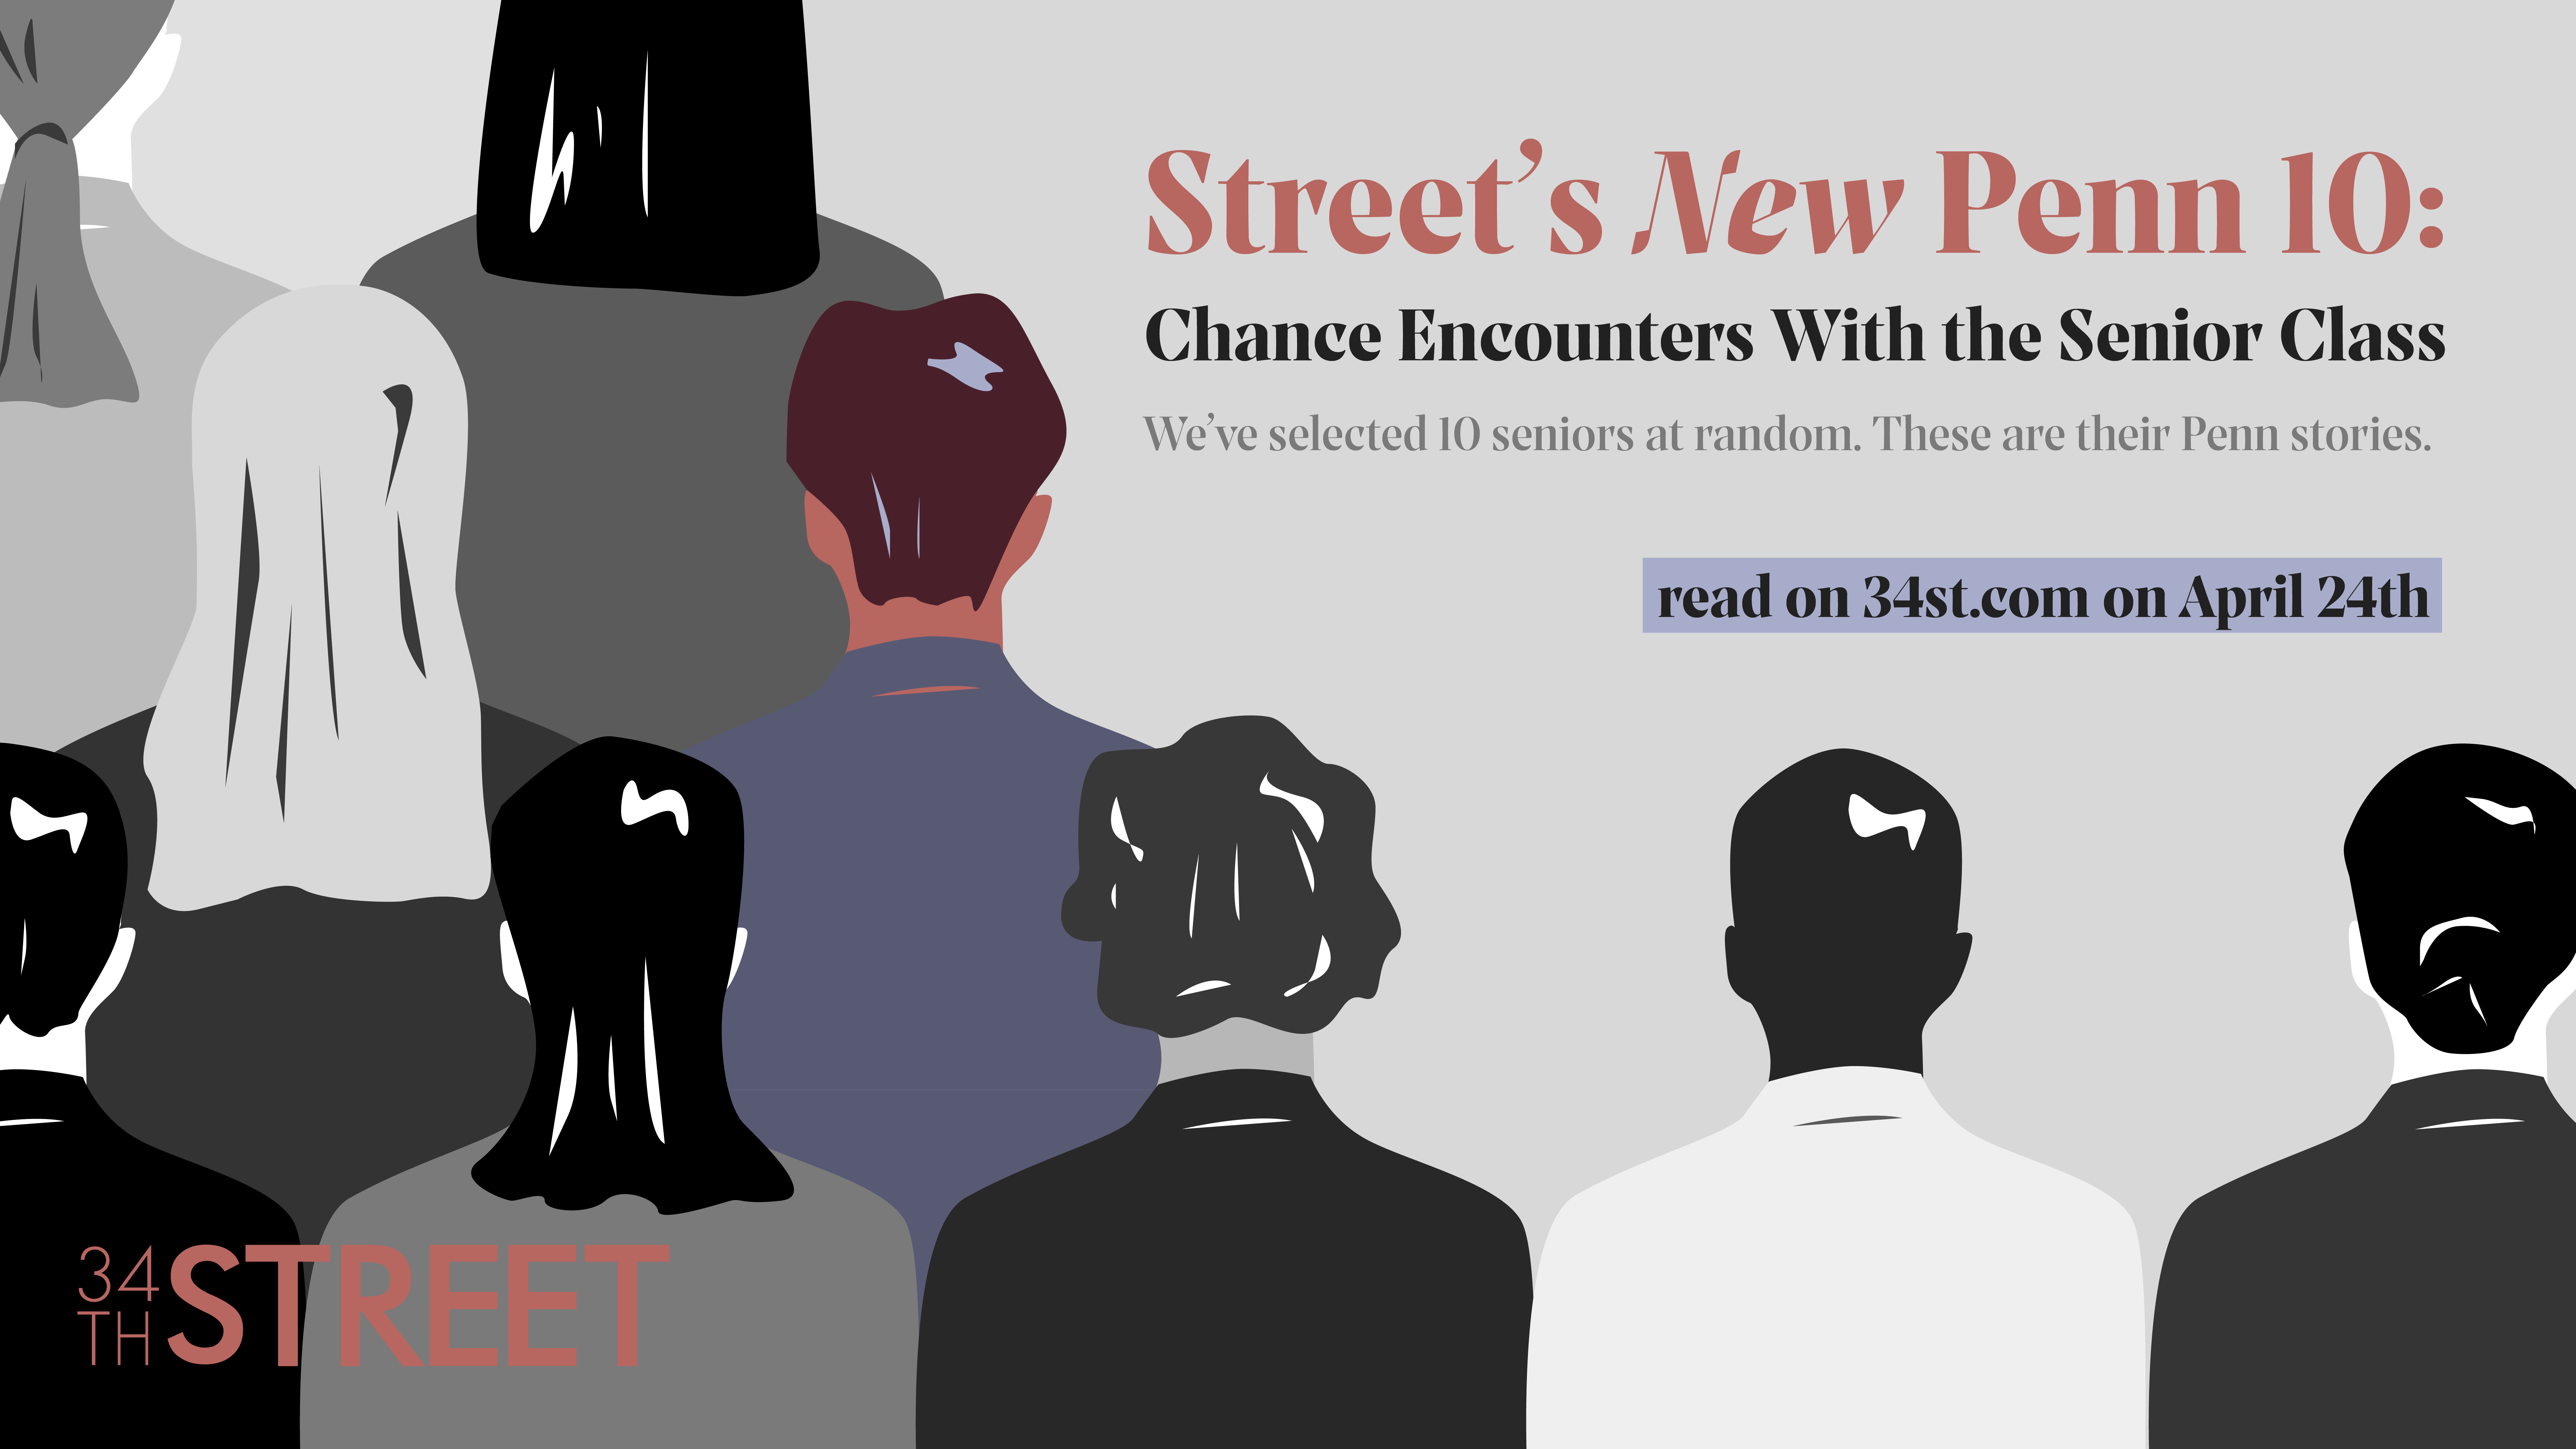 Street’s New Penn 10:
Chance Encounters With the Senior Class
We’ve selected 10 seniors at random. These are their Penn stories.
read on 34st.com on April 24th
34
TH STREET